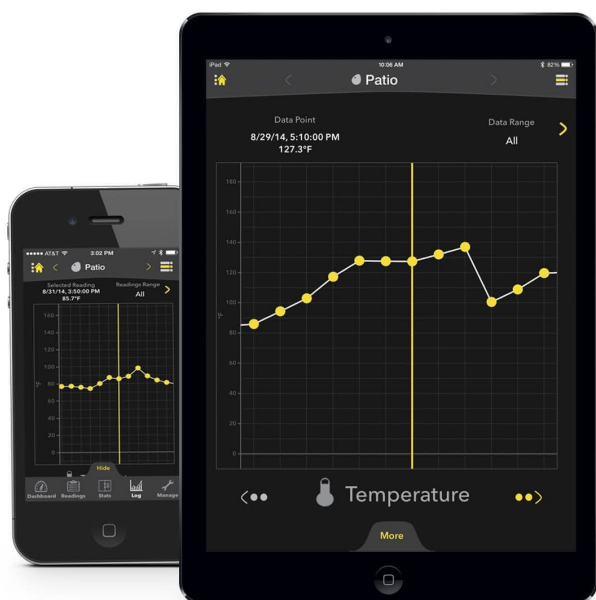 AT&T
3:02 PM
Patio
Selected Reading
8/31/14, 3:50:00 PM
85.7°F
Readings Range
All
160
140
120
100
80
60
40
20
0
°F
Hide
Dashboard Readings Stats Log Manage
iPad
10:06 AM
82%
Patio
Data Point
8/29/14, 5:10:00 PM
127.3°F
Data Range
All
180
160
140
120
100
80
60
40
20
0
°F
Temperature
More